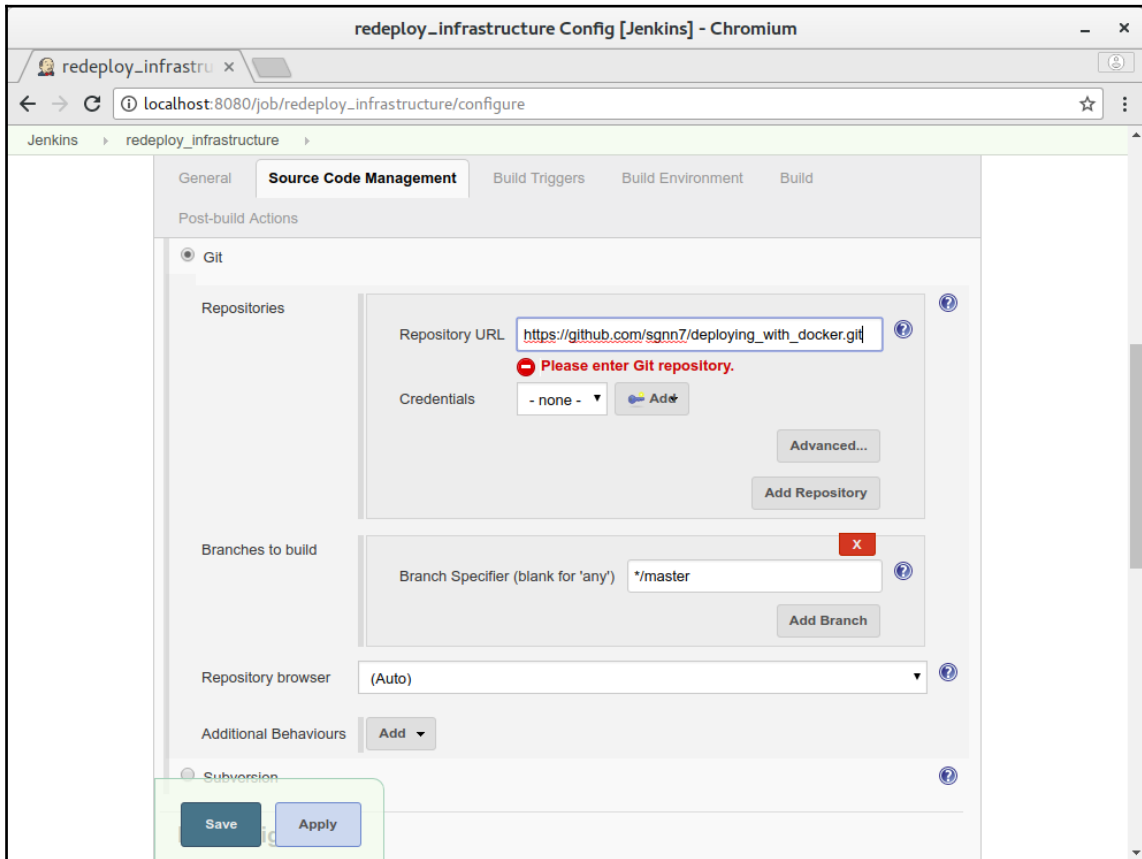 redeploy_infrastructure Config [Jenkins] - Chromium
redeploy_infrastru
localhost:8080/job/redeploy_infrastructure/configure
Jenkins redeploy_infrastructure
General Source Code Management Build Triggers Build Environment Build
Post-build Actions
Git
Repositories
Repository URL https://github.com/sgnn7/deploying_with_docker.git
Please enter Git repository.
Credentials - none - Add
Advanced...
Add Repository
Branches to build X
Branch Specifier (blank for 'any') */master
Add Branch
Repository browser (Auto)
Additional Behaviours Add
Subversion
Save Apply